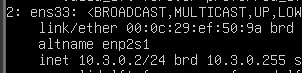 2: ens33: <BROADCAST,MULTICAST,UP,LOW
link/ether 00:0c:29:ef:50:9a brd
altname enp2s1
inet 10.3.0.2/24 brd 10.3.0.255 s